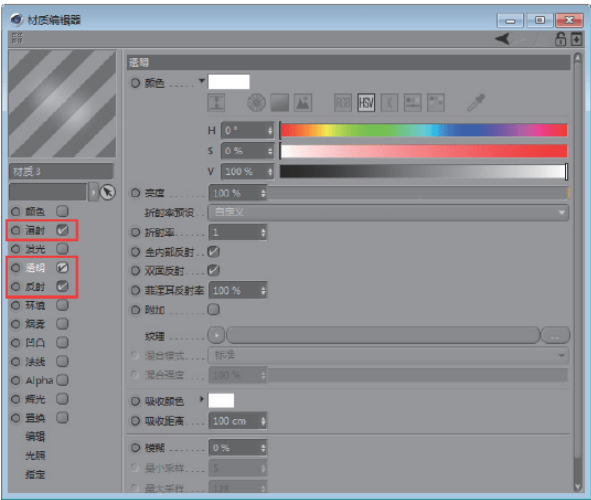 材质编辑器
透明
颜色 ..... 
RGB HSV K
H 0°
S 0 %
V 100 %
材质.3
亮度 ....... 100 %
折射率预设 .. 自定义
折射率..... 1
全内部反射 ..
双面反射....
菲涅耳反射率 100 %
附加 .......
纹理 ........ ...
混合模式.... 标准
混合强度 .... 100 %
吸收颜色
吸收距离.... 100 cm
模糊 ....... 0 %
最小采样.... 5
最大采样.... 128
颜色
漫射
发光
透明
反射
环境
烟雾
凹凸
法线
Alpha
辉光
置换
编辑
光照
指定